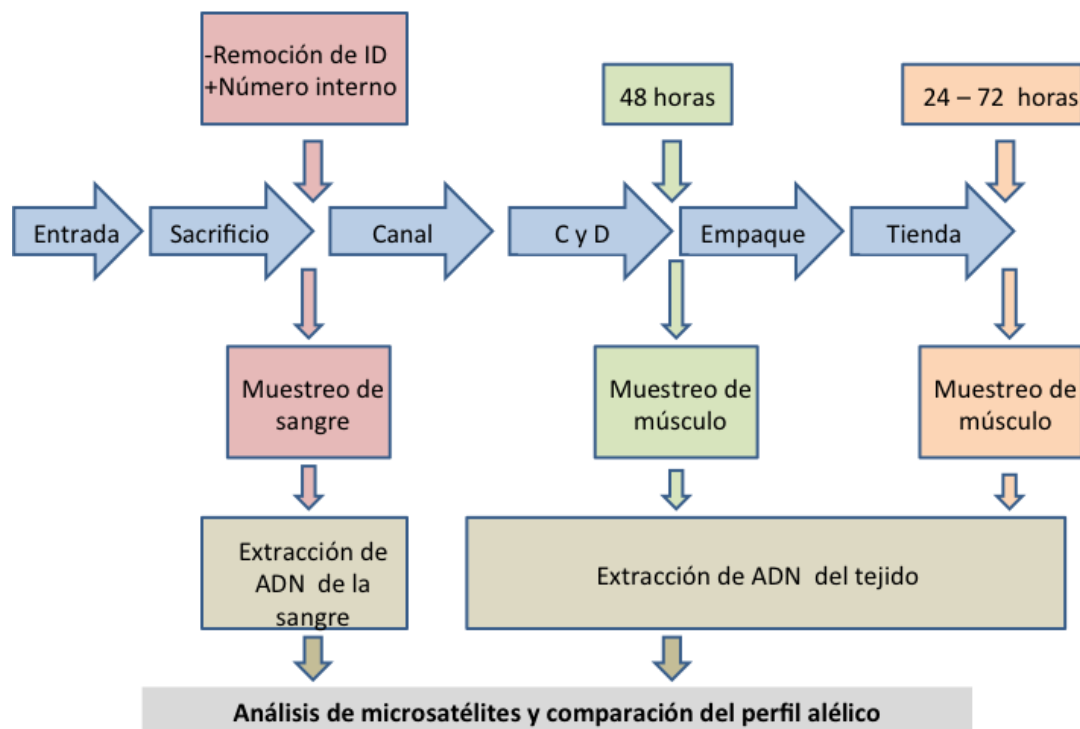 -Remoción de ID
+Número interno
48 horas
24 – 72 horas
Entrada
Sacrificio
Canal
C y D
Empaque
Tienda
Muestreo de
sangre
Muestreo de
músculo
Muestreo de
músculo
Extracción de
ADN de la
sangre
Extracción de ADN del tejido
Análisis de microsatélites y comparación del perfil alélico